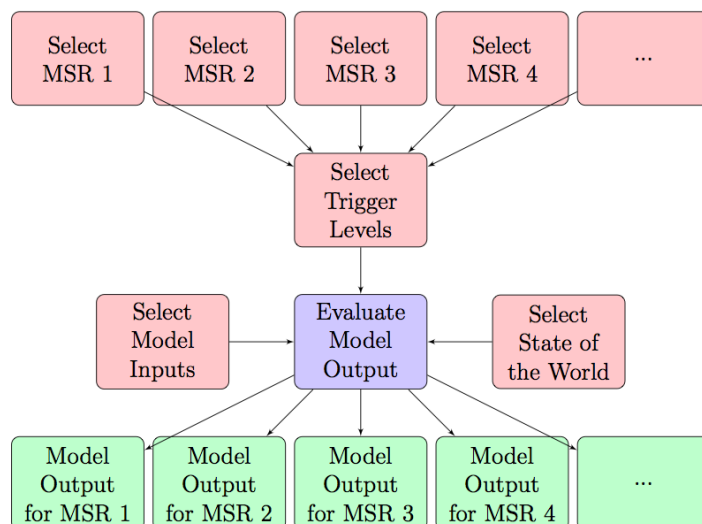 Select
MSR 1
Select
MSR 2
Select
MSR 3
Select
MSR 4
...
Select
Trigger
Levels
Select
Model
Inputs
Evaluate
Model
Output
Select
State of
the World
Model
Output
for MSR 1
Model
Output
for MSR 2
Model
Output
for MSR 3
Model
Output
for MSR 4
...